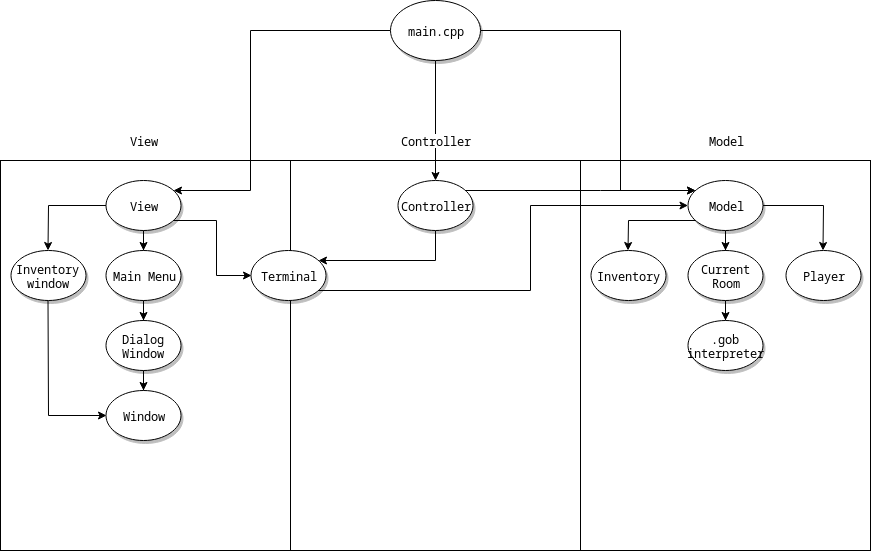 main.cpp
View
Controller
Model
View
Controller
Model
Inventory
window
Main Menu
Terminal
Inventory
Current
Room
Player
Dialog
Window
.gob
interpreter
Window